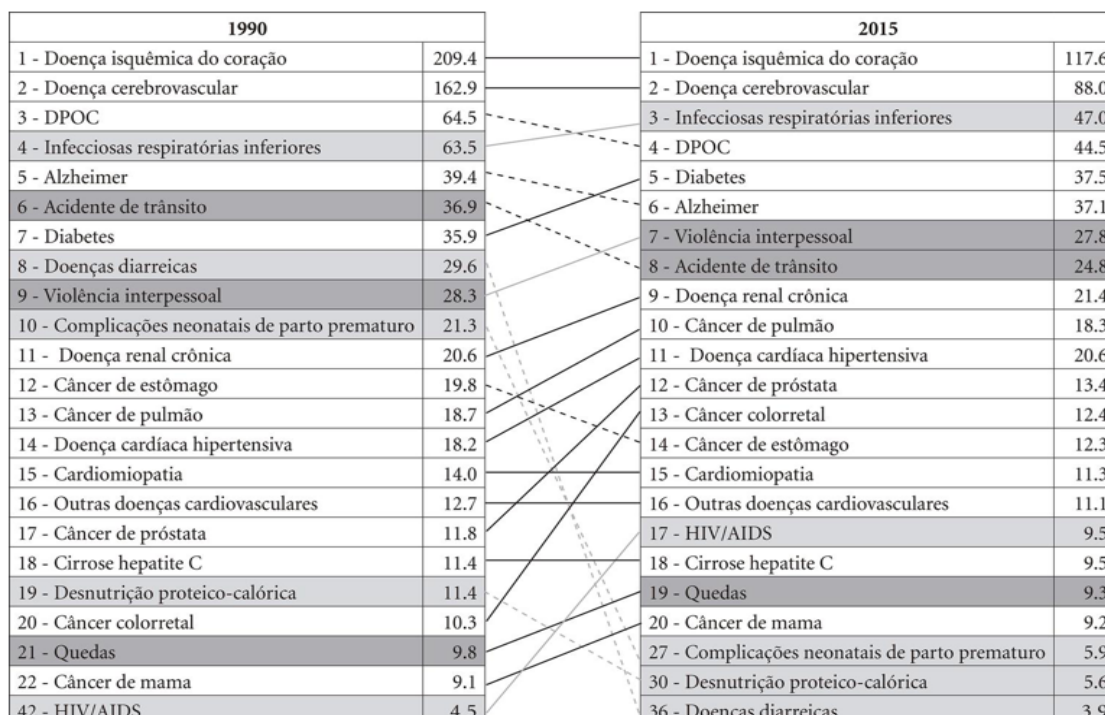 1990
1 - Doença isquêmica do coração 209.4
2 - Doença cerebrovascular 162.9
3 - DPOC 64.5
4 - Infecciosas respiratórias inferiores 63.5
5 - Alzheimer 39.4
6 - Acidente de trânsito 36.9
7 - Diabetes 35.9
8 - Doenças diarreicas 29.6
9 - Violência interpessoal 28.3
10 - Complicações neonatais de parto prematuro 21.3
11 - Doença renal crônica 20.6
12 - Câncer de estômago 19.8
13 - Câncer de pulmão 18.7
14 - Doença cardíaca hipertensiva 18.2
15 - Cardiomiopatia 14.0
16 - Outras doenças cardiovasculares 12.7
17 - Câncer de próstata 11.8
18 - Cirrose hepatite C 11.4
19 - Desnutrição proteico-calórica 11.4
20 - Câncer colorretal 10.3
21 - Quedas 9.8
22 - Câncer de mama 9.1
42 - HIV/AIDS 4.5
2015
1 - Doença isquêmica do coração 117.6
2 - Doença cerebrovascular 88.0
3 - Infecciosas respiratórias inferiores 47.0
4 - DPOC 44.5
5 - Diabetes 37.5
6 - Alzheimer 37.1
7 - Violência interpessoal 27.8
8 - Acidente de trânsito 24.8
9 - Doença renal crônica 21.4
10 - Câncer de pulmão 18.3
11 - Doença cardíaca hipertensiva 20.6
12 - Câncer de próstata 13.4
13 - Câncer colorretal 12.4
14 - Câncer de estômago 12.3
15 - Cardiomiopatia 11.3
16 - Outras doenças cardiovasculares 11.1
17 - HIV/AIDS 9.5
18 - Cirrose hepatite C 9.5
19 - Quedas 9.3
20 - Câncer de mama 9.2
27 - Complicações neonatais de parto prematuro 5.9
30 - Desnutrição proteico-calórica 5.6
36 - Doenças diarreicas 3.9